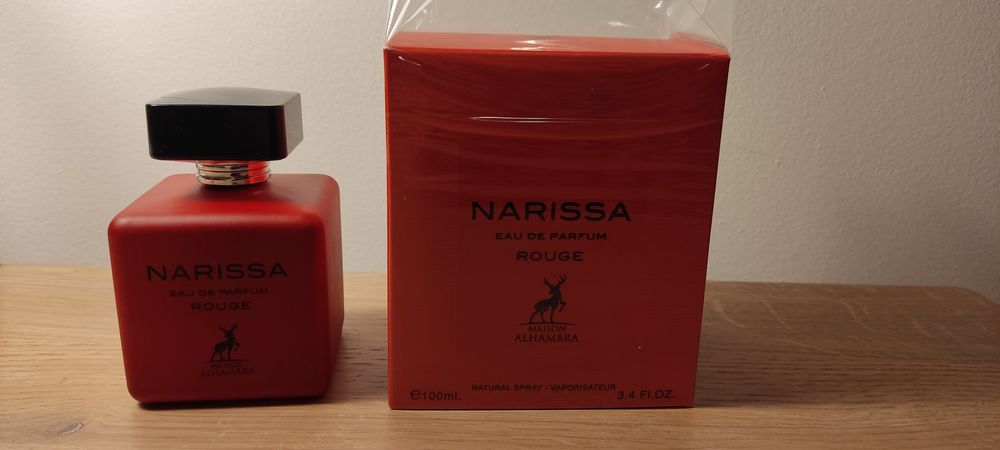 NARISSA
EAU DE PARFUM
ROUGE
MAISON
ALHAMBRA
NARISSA
EAU DE PARFUM
ROUGE
MAISON
ALHAMBRA
NATURAL SPRAY - VAPORISATEUR
℮100ml. 3.4 Fl.OZ.